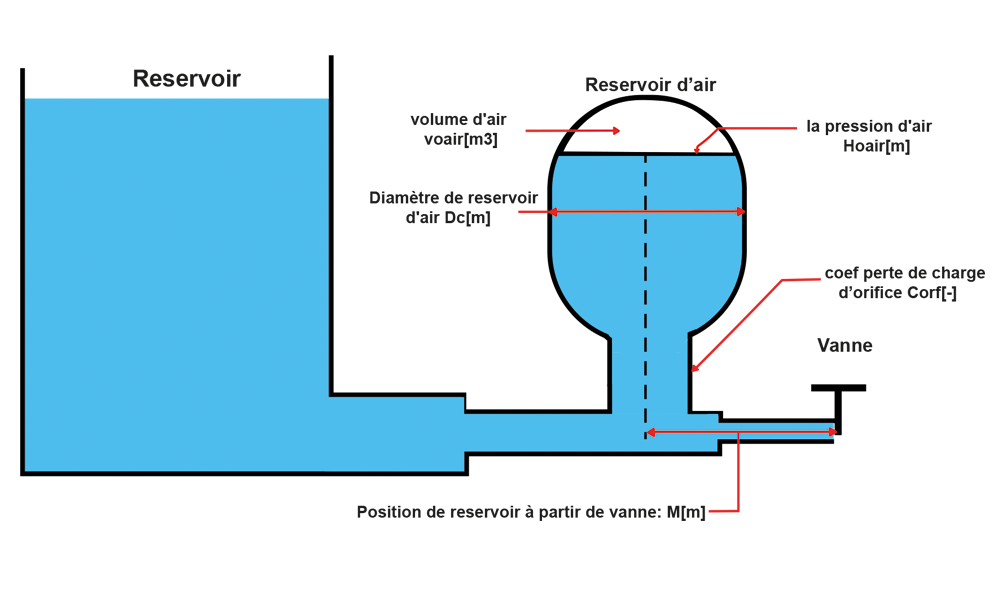 Reservoir
Reservoir d'air
volume d'air
voair[m3]
la pression d'air
Hoair[m]
Diamètre de reservoir
d'air Dc[m]
coef perte de charge
d’orifice Corf[-]
Vanne
Position de reservoir à partir de vanne: M[m]